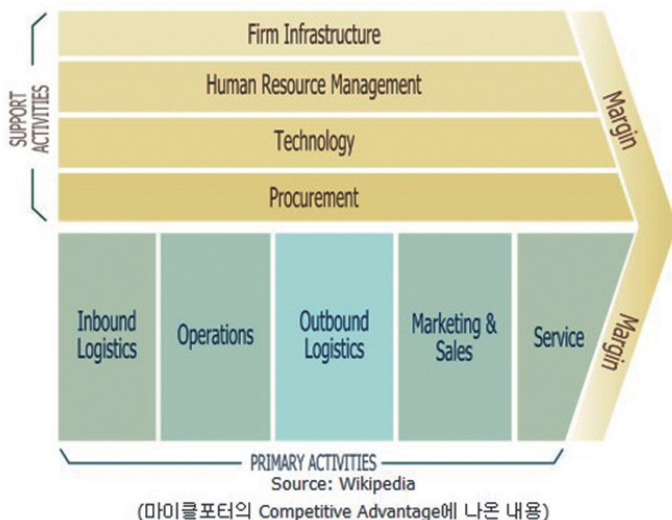 Firm Infrastructure
Human Resource Management
Technology
Procurement
SUPPORT
ACTIVITIES
Margin
Inbound
Logistics
Operations
Outbound
Logistics
Marketing &
Sales
Service
Margin
PRIMARY ACTIVITIES
Source: Wikipedia
(마이클포터의 Competitive Advantage에 나온 내용)